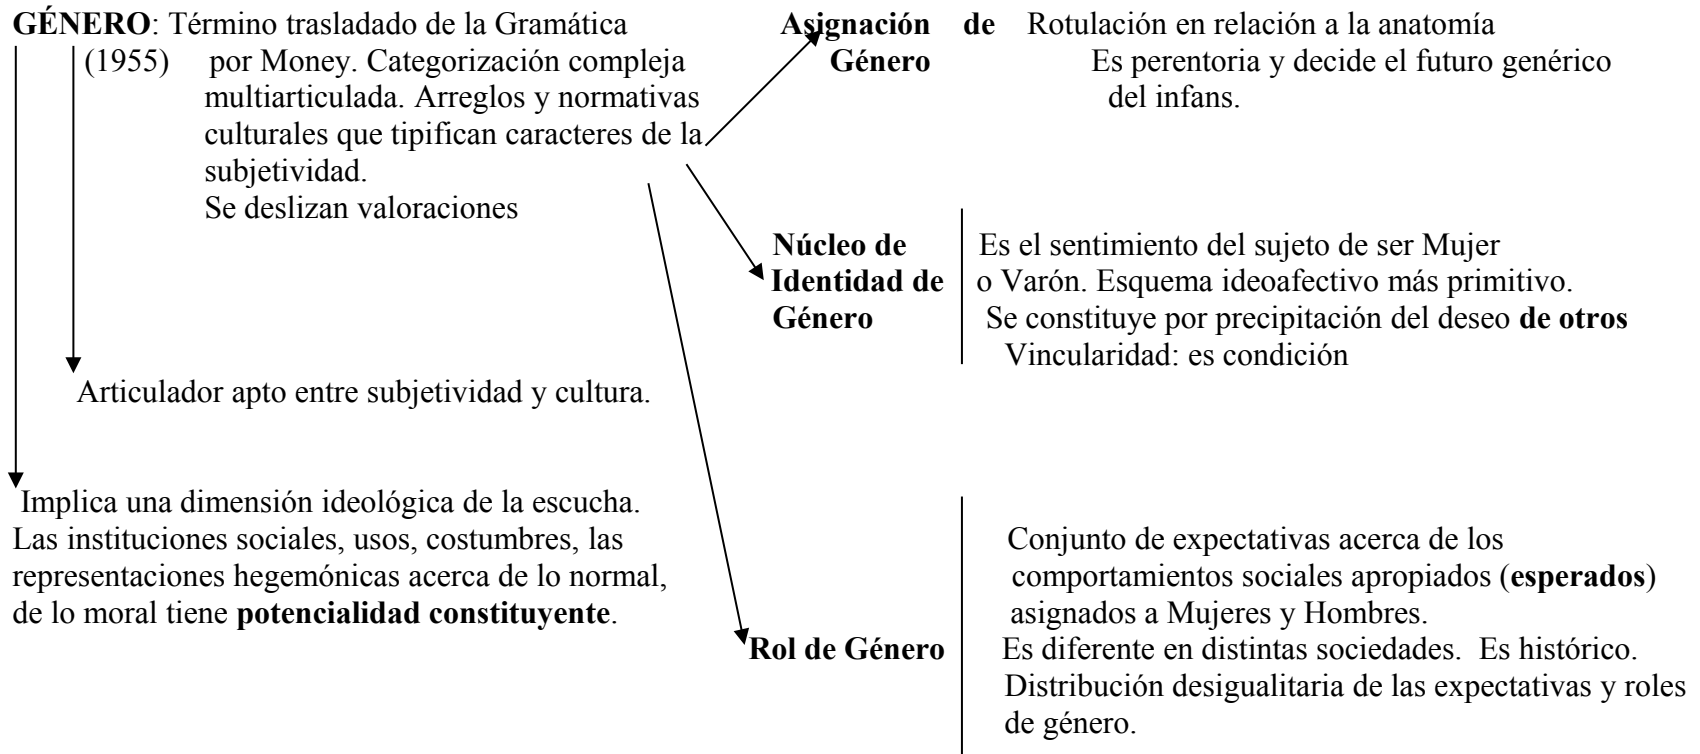 GÉNERO: Término trasladado de la Gramática
(1955) por Money. Categorización compleja
multiarticulada. Arreglos y normativas
culturales que tipifican caracteres de la
subjetividad.
Se deslizan valoraciones
Articulador apto entre subjetividad y cultura.
Implica una dimensión ideológica de la escucha.
Las instituciones sociales, usos, costumbres, las
representaciones hegemónicas acerca de lo normal,
de lo moral tiene potencialidad constituyente.
Asignación de
Género
Rotulación en relación a la anatomía
Es perentoria y decide el futuro genérico
del infans.
Núcleo de
Identidad de
Género
Es el sentimiento del sujeto de ser Mujer
o Varón. Esquema ideoafectivo más primitivo.
Se constituye por precipitación del deseo de otros
Vincularidad: es condición
Rol de Género
Conjunto de expectativas acerca de los
comportamientos sociales apropiados (esperados)
asignados a Mujeres y Hombres.
Es diferente en distintas sociedades. Es histórico.
Distribución desigualitaria de las expectativas y roles
de género.